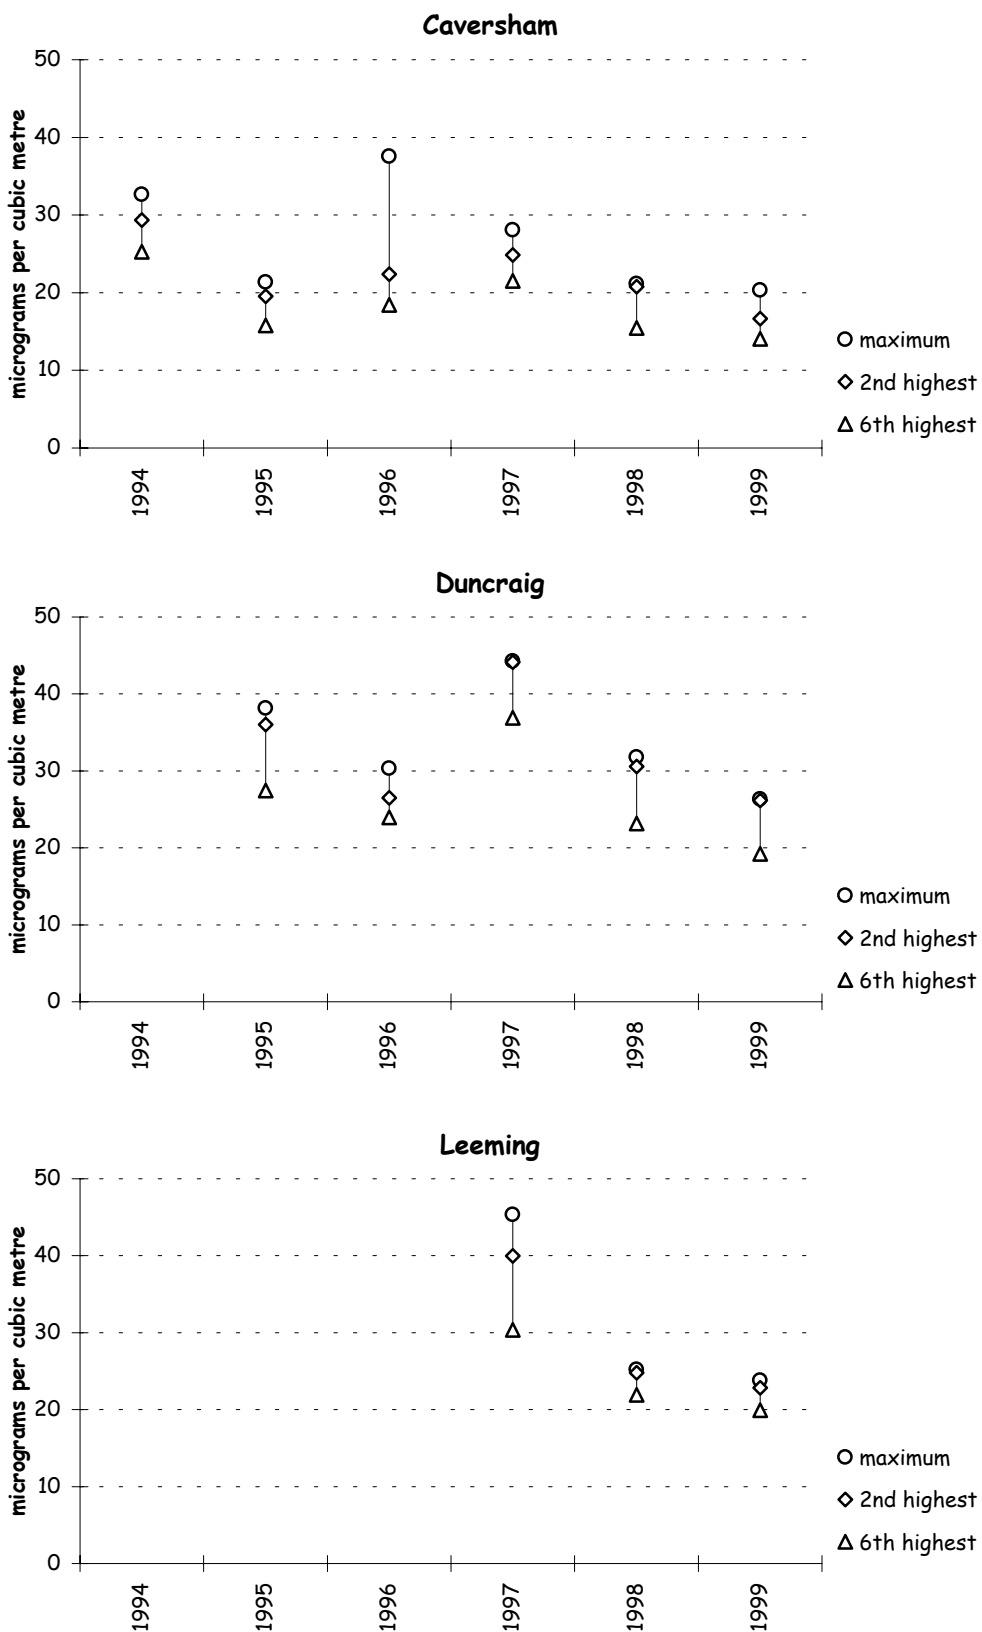 Caversham
micrograms per cubic metre
50
40
30
20
10
0
1994
1995
1996
1997
1998
1999
maximum
2nd highest
6th highest
Duncraig
micrograms per cubic metre
50
40
30
20
10
0
1994
1995
1996
1997
1998
1999
maximum
2nd highest
6th highest
Leeming
micrograms per cubic metre
50
40
30
20
10
0
1994
1995
1996
1997
1998
1999
maximum
2nd highest
6th highest